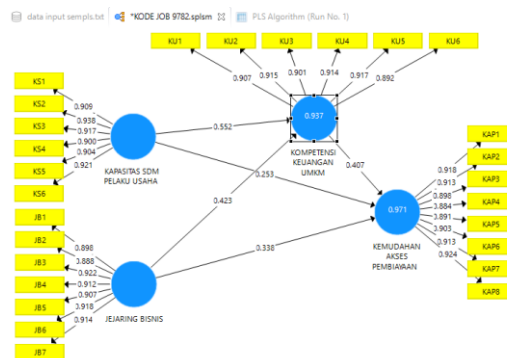 data input sempls.txt
*KODE JOB 9782.splsm
PLS Algorithm (Run No. 1)
KU1
KU2
KU3
KU4
KU5
KU6
0.907
0.915
0.901
0.914
0.917
0.892
0.937
KOMPETENSI
KEUANGAN
UMKM
KS1
KS2
KS3
KS4
KS5
KS6
0.909
0.938
0.917
0.900
0.904
0.921
KAPASITAS SDM
PELAKU USAHA
0.552
0.253
0.423
0.407
0.338
KAP1
KAP2
KAP3
KAP4
KAP5
KAP6
KAP7
KAP8
0.918
0.913
0.898
0.884
0.891
0.903
0.913
0.924
0.971
KEMUDAHAN
AKSES
PEMBIAYAAN
JB1
JB2
JB3
JB4
JB5
JB6
JB7
0.898
0.888
0.922
0.912
0.907
0.918
0.914
JEJARING BISNIS